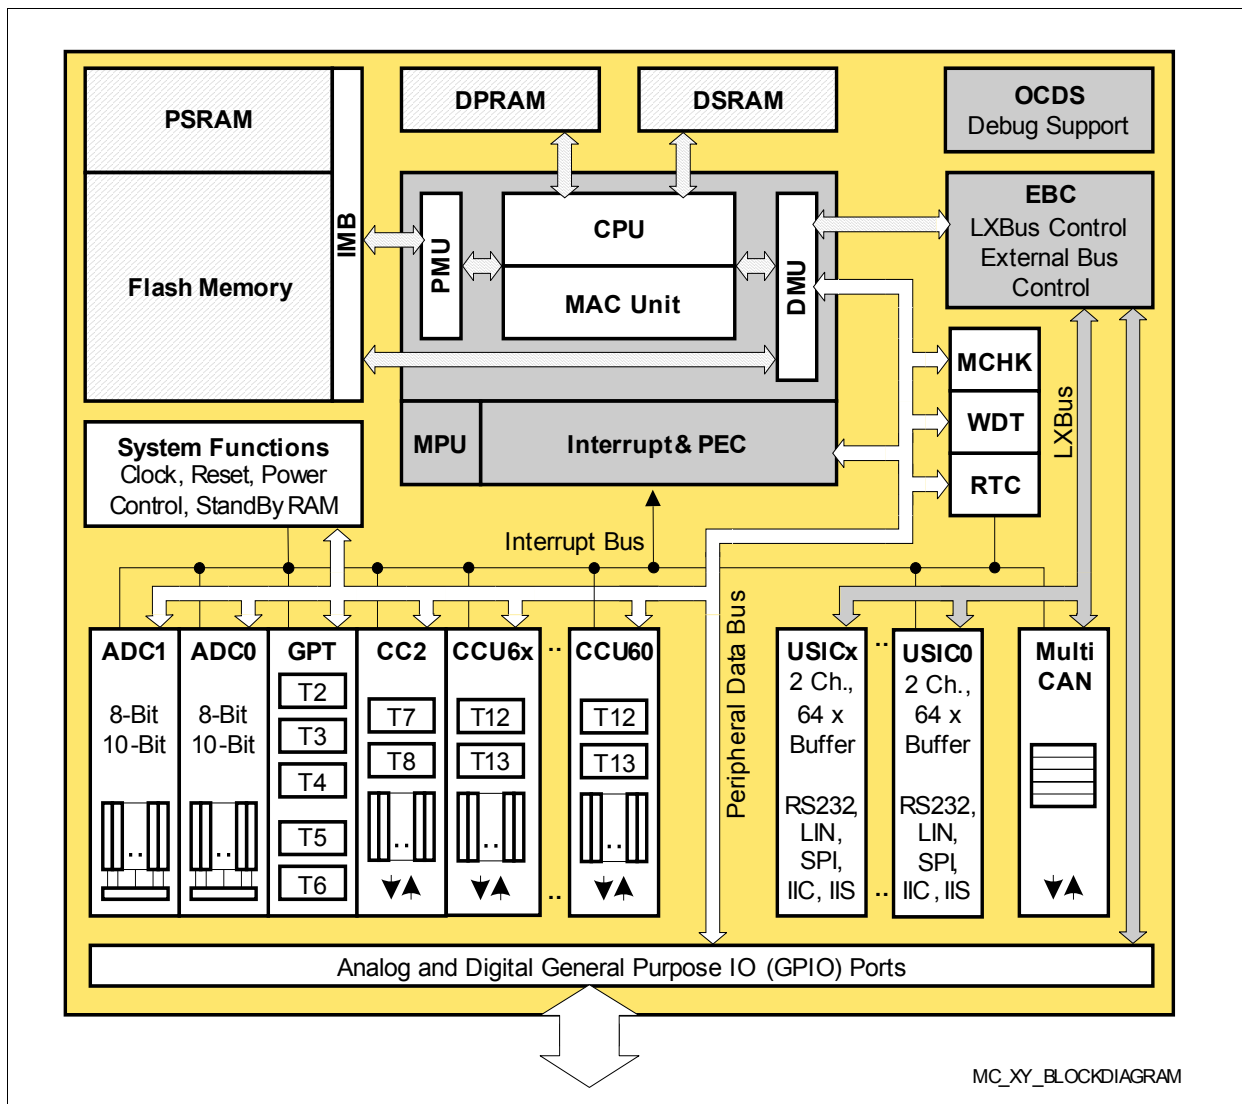 PSRAM
DPRAM
DSRAM
OCDS
Debug Support
Flash Memory
IMB
PMU
CPU
MAC Unit
DMU
EBC
LXBus Control
External Bus
Control
MCHK
WDT
RTC
LXBus
MPU
Interrupt & PEC
System Functions
Clock, Reset, Power
Control, StandBy RAM
Interrupt Bus
Peripheral Data Bus
ADC1
8-Bit
10-Bit
..
ADC0
8-Bit
10-Bit
..
GPT
T2
T3
T4
T5
T6
CC2
T7
T8
..
CCU6x
T12
T13
..
..
..
CCU60
T12
T13
..
USICx
2 Ch.,
64 x
Buffer
RS232,
LIN,
SPI,
IIC, IIS
..
..
USIC0
2 Ch.,
64 x
Buffer
RS232,
LIN,
SPI,
IIC, IIS
Multi
CAN
Analog and Digital General Purpose IO (GPIO) Ports
MC_XY_BLOCKDIAGRAM